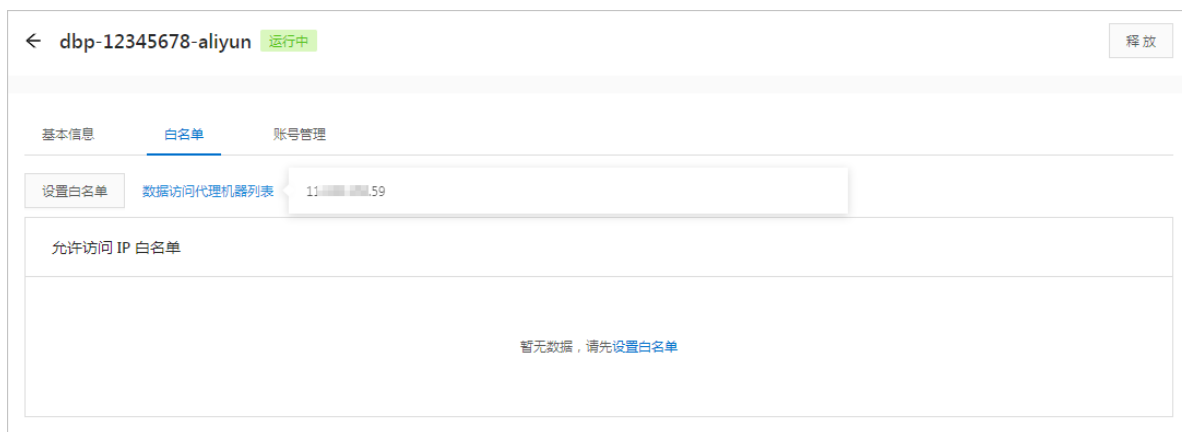 ← dbp-12345678-aliyun 运行中 释放
基本信息 白名单 账号管理
设置白名单 数据访问代理机器列表 11 .59
允许访问 IP 白名单
暂无数据，请先设置白名单